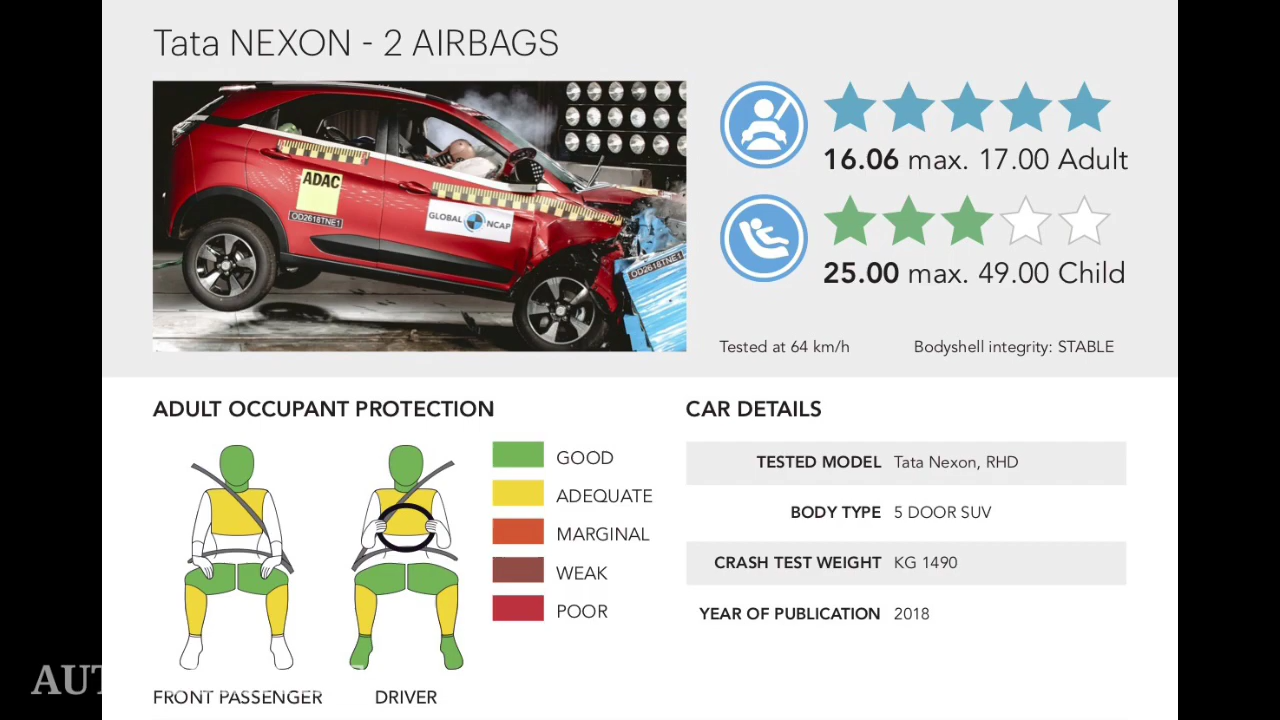 Tata NEXON - 2 AIRBAGS
ADAC
OD2618TNE1
GLOBAL NCAP
OD2618TNE1
16.06 max. 17.00 Adult
25.00 max. 49.00 Child
Tested at 64 km/h
Bodyshell integrity: STABLE
ADULT OCCUPANT PROTECTION
GOOD
ADEQUATE
MARGINAL
WEAK
POOR
FRONT PASSENGER
DRIVER
CAR DETAILS
TESTED MODEL Tata Nexon, RHD
BODY TYPE 5 DOOR SUV
CRASH TEST WEIGHT KG 1490
YEAR OF PUBLICATION 2018